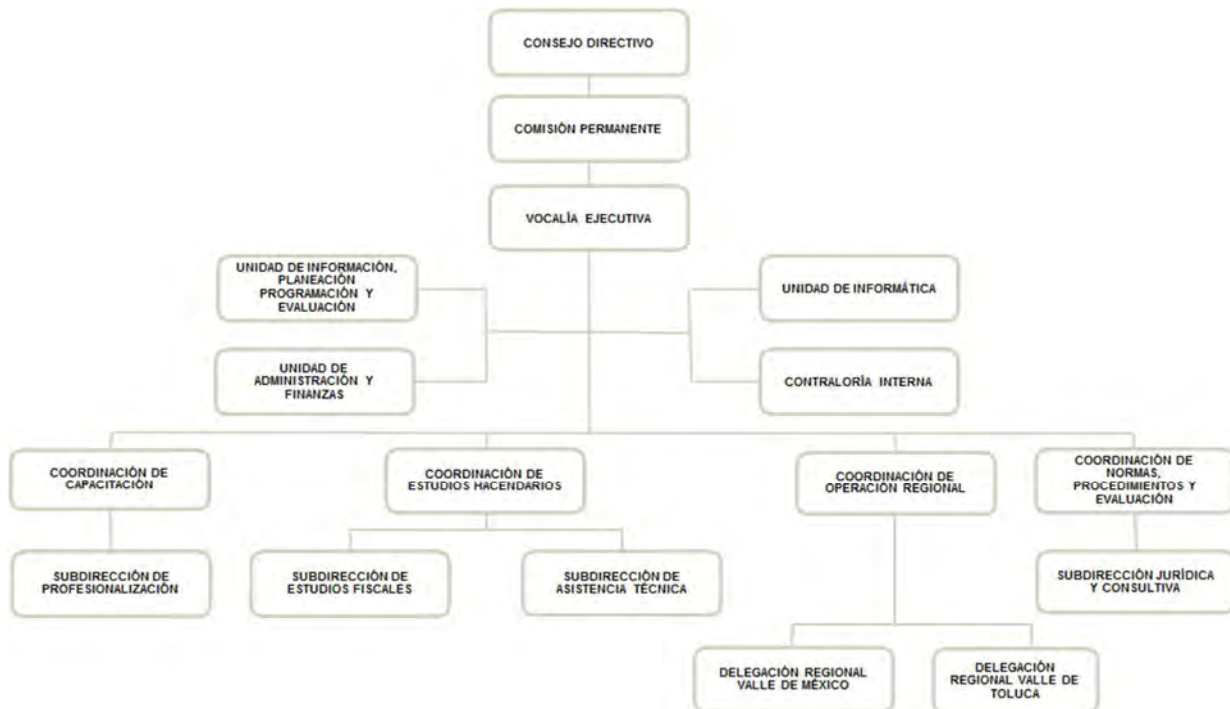 CONSEJO DIRECTIVO
COMISIÓN PERMANENTE
VOCALÍA EJECUTIVA
UNIDAD DE INFORMACIÓN,
PLANEACIÓN
PROGRAMACIÓN Y
EVALUACIÓN
UNIDAD DE INFORMÁTICA
UNIDAD DE
ADMINISTRACIÓN Y
FINANZAS
CONTRALORÍA INTERNA
COORDINACIÓN DE
CAPACITACIÓN
COORDINACIÓN DE
ESTUDIOS HACENDARIOS
COORDINACIÓN DE
OPERACIÓN REGIONAL
COORDINACIÓN DE
NORMAS,
PROCEDIMIENTOS Y
EVALUACIÓN
SUBDIRECCIÓN DE
PROFESIONALIZACIÓN
SUBDIRECCIÓN DE
ESTUDIOS FISCALES
SUBDIRECCIÓN DE
ASISTENCIA TÉCNICA
SUBDIRECCIÓN JURÍDICA
Y CONSULTIVA
DELEGACIÓN REGIONAL
VALLE DE MÉXICO
DELEGACIÓN
REGIONAL VALLE DE
TOLUCA